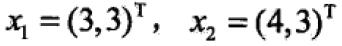 x₁ = (3,3)ᵀ, x₂ = (4,3)ᵀ